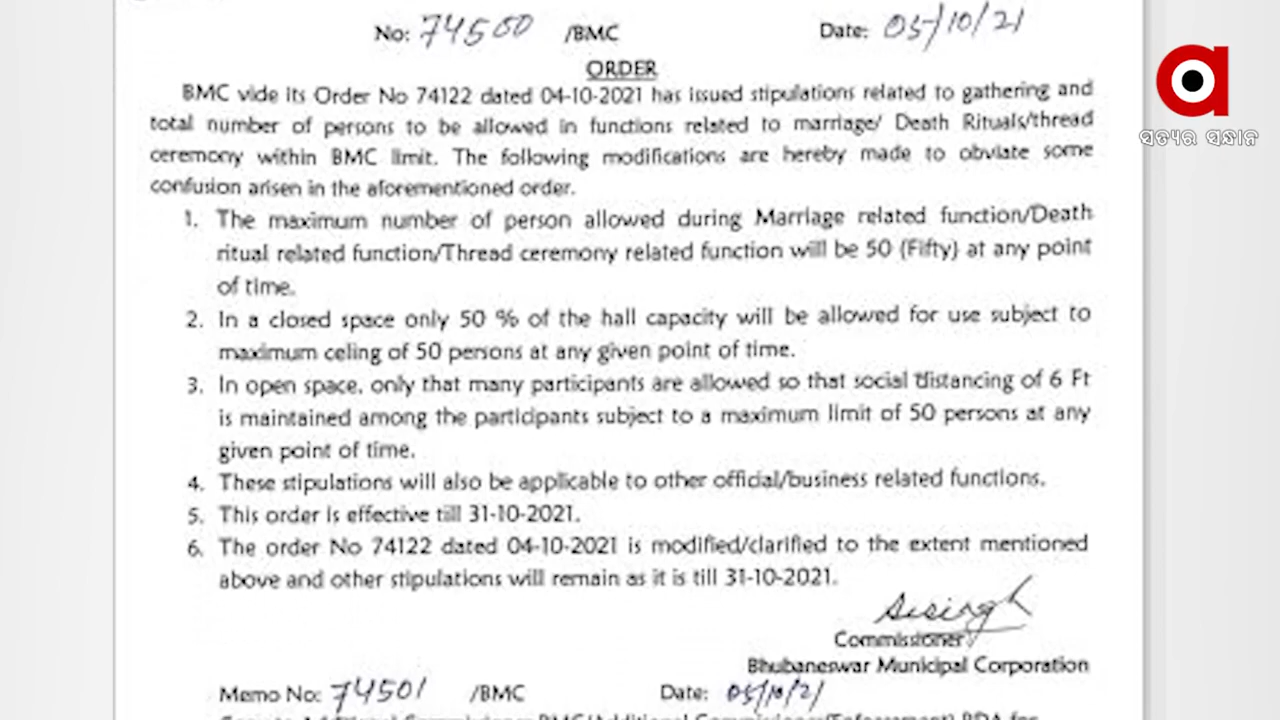 No: 74500 /BMC Date: 05/10/21
ORDER
BMC vide its Order No 74122 dated 04-10-2021 has issued stipulations related to gathering and
total number of persons to be allowed in functions related to marriage/ Death Rituals/thread
ceremony within BMC limit. The following modifications are hereby made to obviate some
confusion arisen in the aforementioned order.
1. The maximum number of person allowed during Marriage related function/Death
ritual related function/Thread ceremony related function will be 50 (Fifty) at any point
of time.
2. In a closed space only 50 % of the hall capacity will be allowed for use subject to
maximum celing of 50 persons at any given point of time.
3. In open space, only that many participants are allowed so that social distancing of 6 Ft
is maintained among the participants subject to a maximum limit of 50 persons at any
given point of time.
4. These stipulations will also be applicable to other official/business related functions.
5. This order is effective till 31-10-2021.
6. The order No 74122 dated 04-10-2021 is modified/clarified to the extent mentioned
above and other stipulations will remain as it is till 31-10-2021.
Commissioner
Bhubaneswar Municipal Corporation
Memo No: 74501 /BMC Date: 05/10/21
a
ସତ୍ୟର ସନ୍ଧାନ